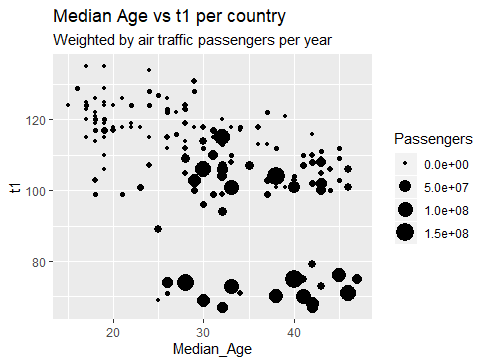 Median Age vs t1 per country
Weighted by air traffic passengers per year
t1
120
100
80
20
30
40
Median_Age
Passengers
0.0e+00
5.0e+07
1.0e+08
1.5e+08